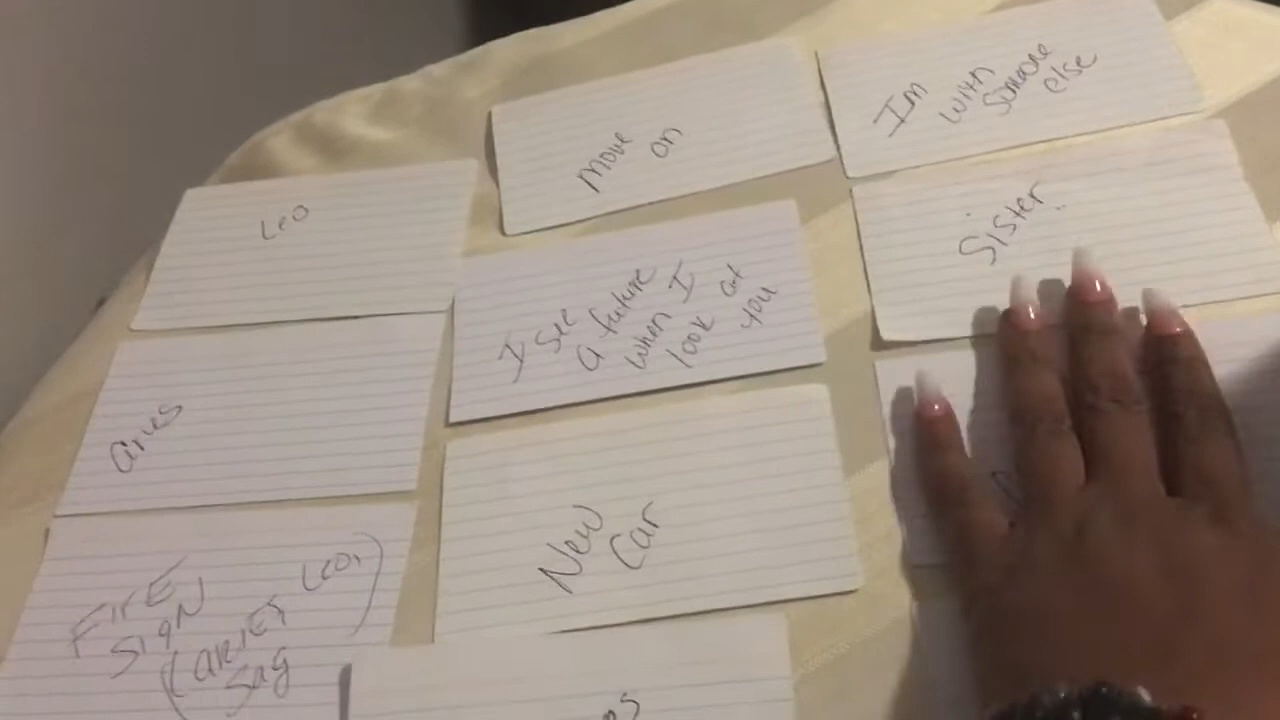 Leo
Aries
FIRE
SIGN
(ARIES Leo,
Sag
Move
on
I see
a future
when I
look at
you
New
Car
Im
with
Someone
else
Sister